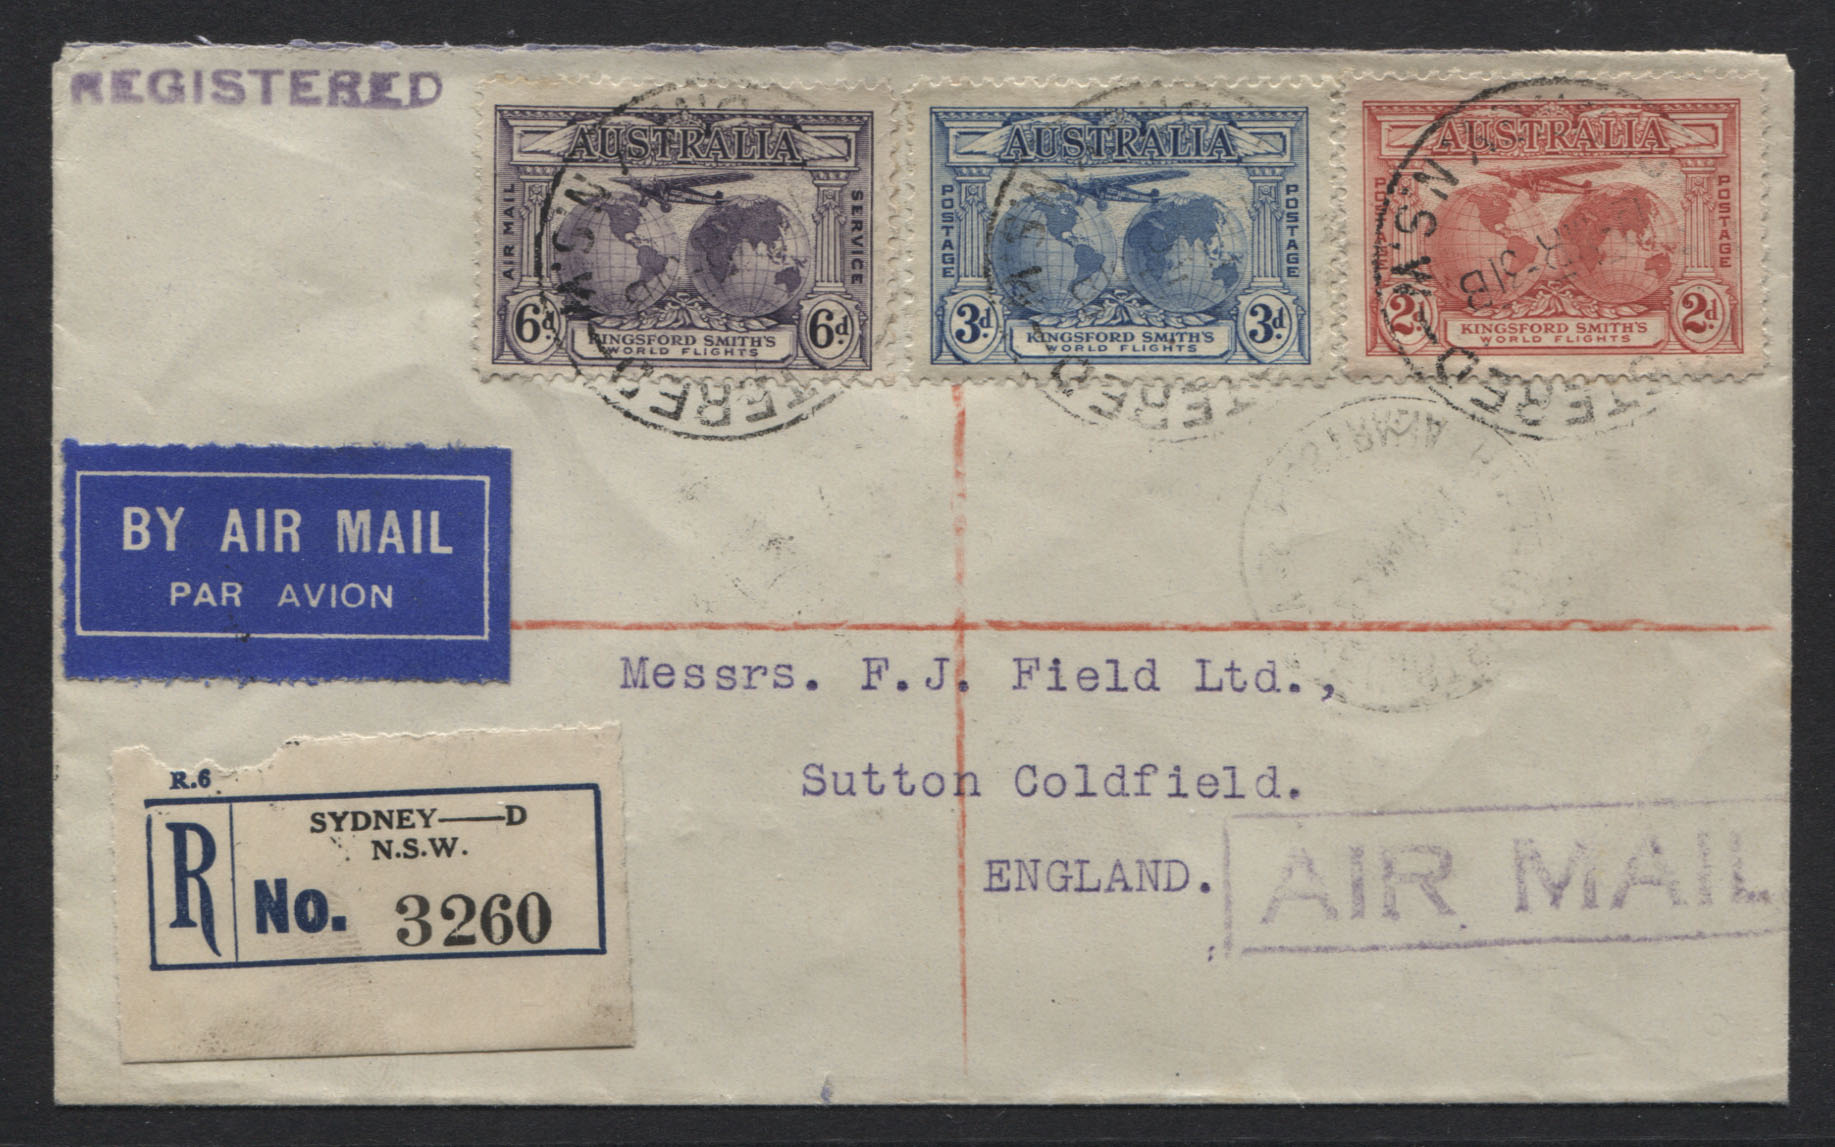 REGISTERED
AUSTRALIA
AIR MAIL
SERVICE
6d 6d
KINGSFORD SMITH'S
WORLD FLIGHTS
AUSTRALIA
POSTAGE
POSTAGE
3d 3d
KINGSFORD SMITH'S
WORLD FLIGHTS
AUSTRALIA
POSTAGE
POSTAGE
2d 2d
KINGSFORD SMITH'S
WORLD FLIGHTS
N.S.W
N.S.W
N.S.W
BY AIR MAIL
PAR AVION
Messrs. F.J. Field Ltd.,
Sutton Coldfield.
ENGLAND.
AIR MAIL
R.6
R
SYDNEY——D
N.S.W.
No. 3260